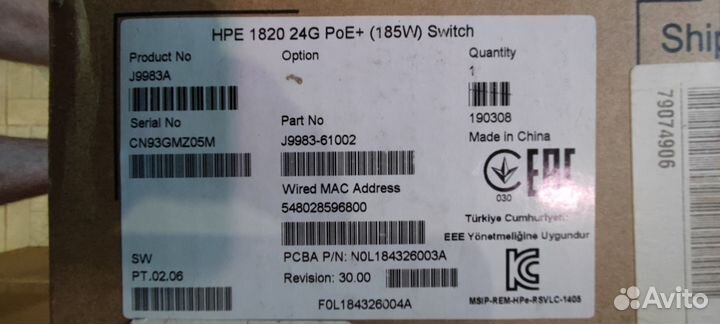 HPE 1820 24G PoE+ (185W) Switch
Product No
Option
Quantity
J9983A
1
190308
Serial No
Part No
Made in China
CN93GMZ05M
J9983-61002
EAC
030
Wired MAC Address
548028596800
Türkiye Cumhuriyeti
EEE Yönetmeliğine Uygundur
SW
PCBA P/N: N0L184326003A
PT.02.06
Revision: 30.00
MSIP-REM-HPe-RSVLC-1405
F0L184326004A
Ship
79074906
Avito